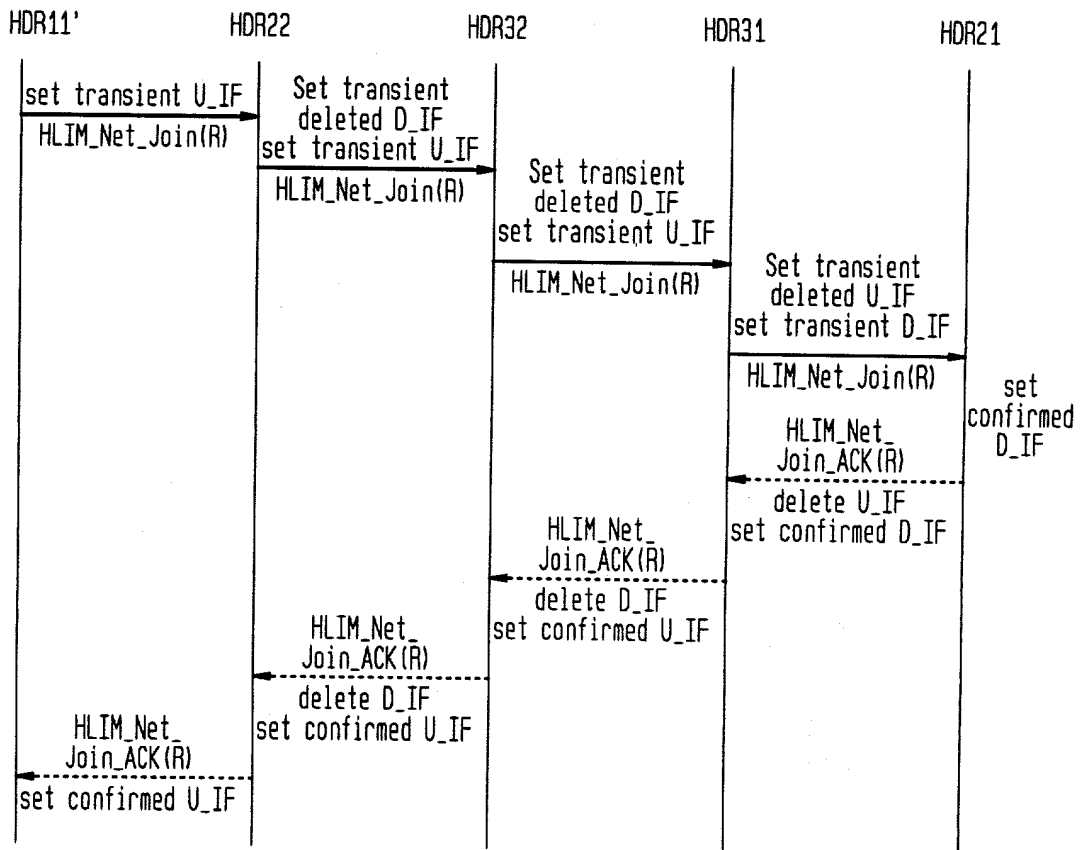 HDR11'
HDR22
HDR32
HDR31
HDR21
set transient U_IF
HLIM_Net_Join(R)
Set transient
deleted D_IF
set transient U_IF
HLIM_Net_Join(R)
Set transient
deleted D_IF
set transient U_IF
HLIM_Net_Join(R)
Set transient
deleted U_IF
set transient D_IF
HLIM_Net_Join(R)
set
confirmed
D_IF
HLIM_Net_
Join_ACK(R)
delete U_IF
set confirmed D_IF
HLIM_Net_
Join_ACK(R)
delete D_IF
set confirmed U_IF
HLIM_Net_
Join_ACK(R)
delete D_IF
set confirmed U_IF
HLIM_Net_
Join_ACK(R)
set confirmed U_IF